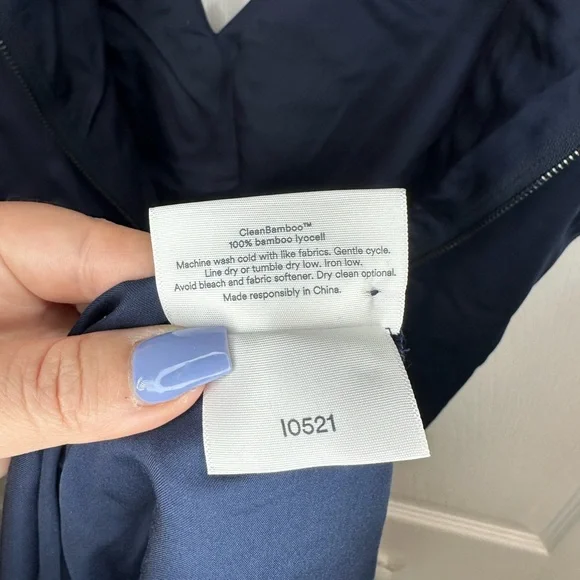 CleanBamboo™
100% bamboo lyocell
Machine wash cold with like fabrics. Gentle cycle.
Line dry or tumble dry low. Iron low.
Avoid bleach and fabric softener. Dry clean optional.
Made responsibly in China.
I0521